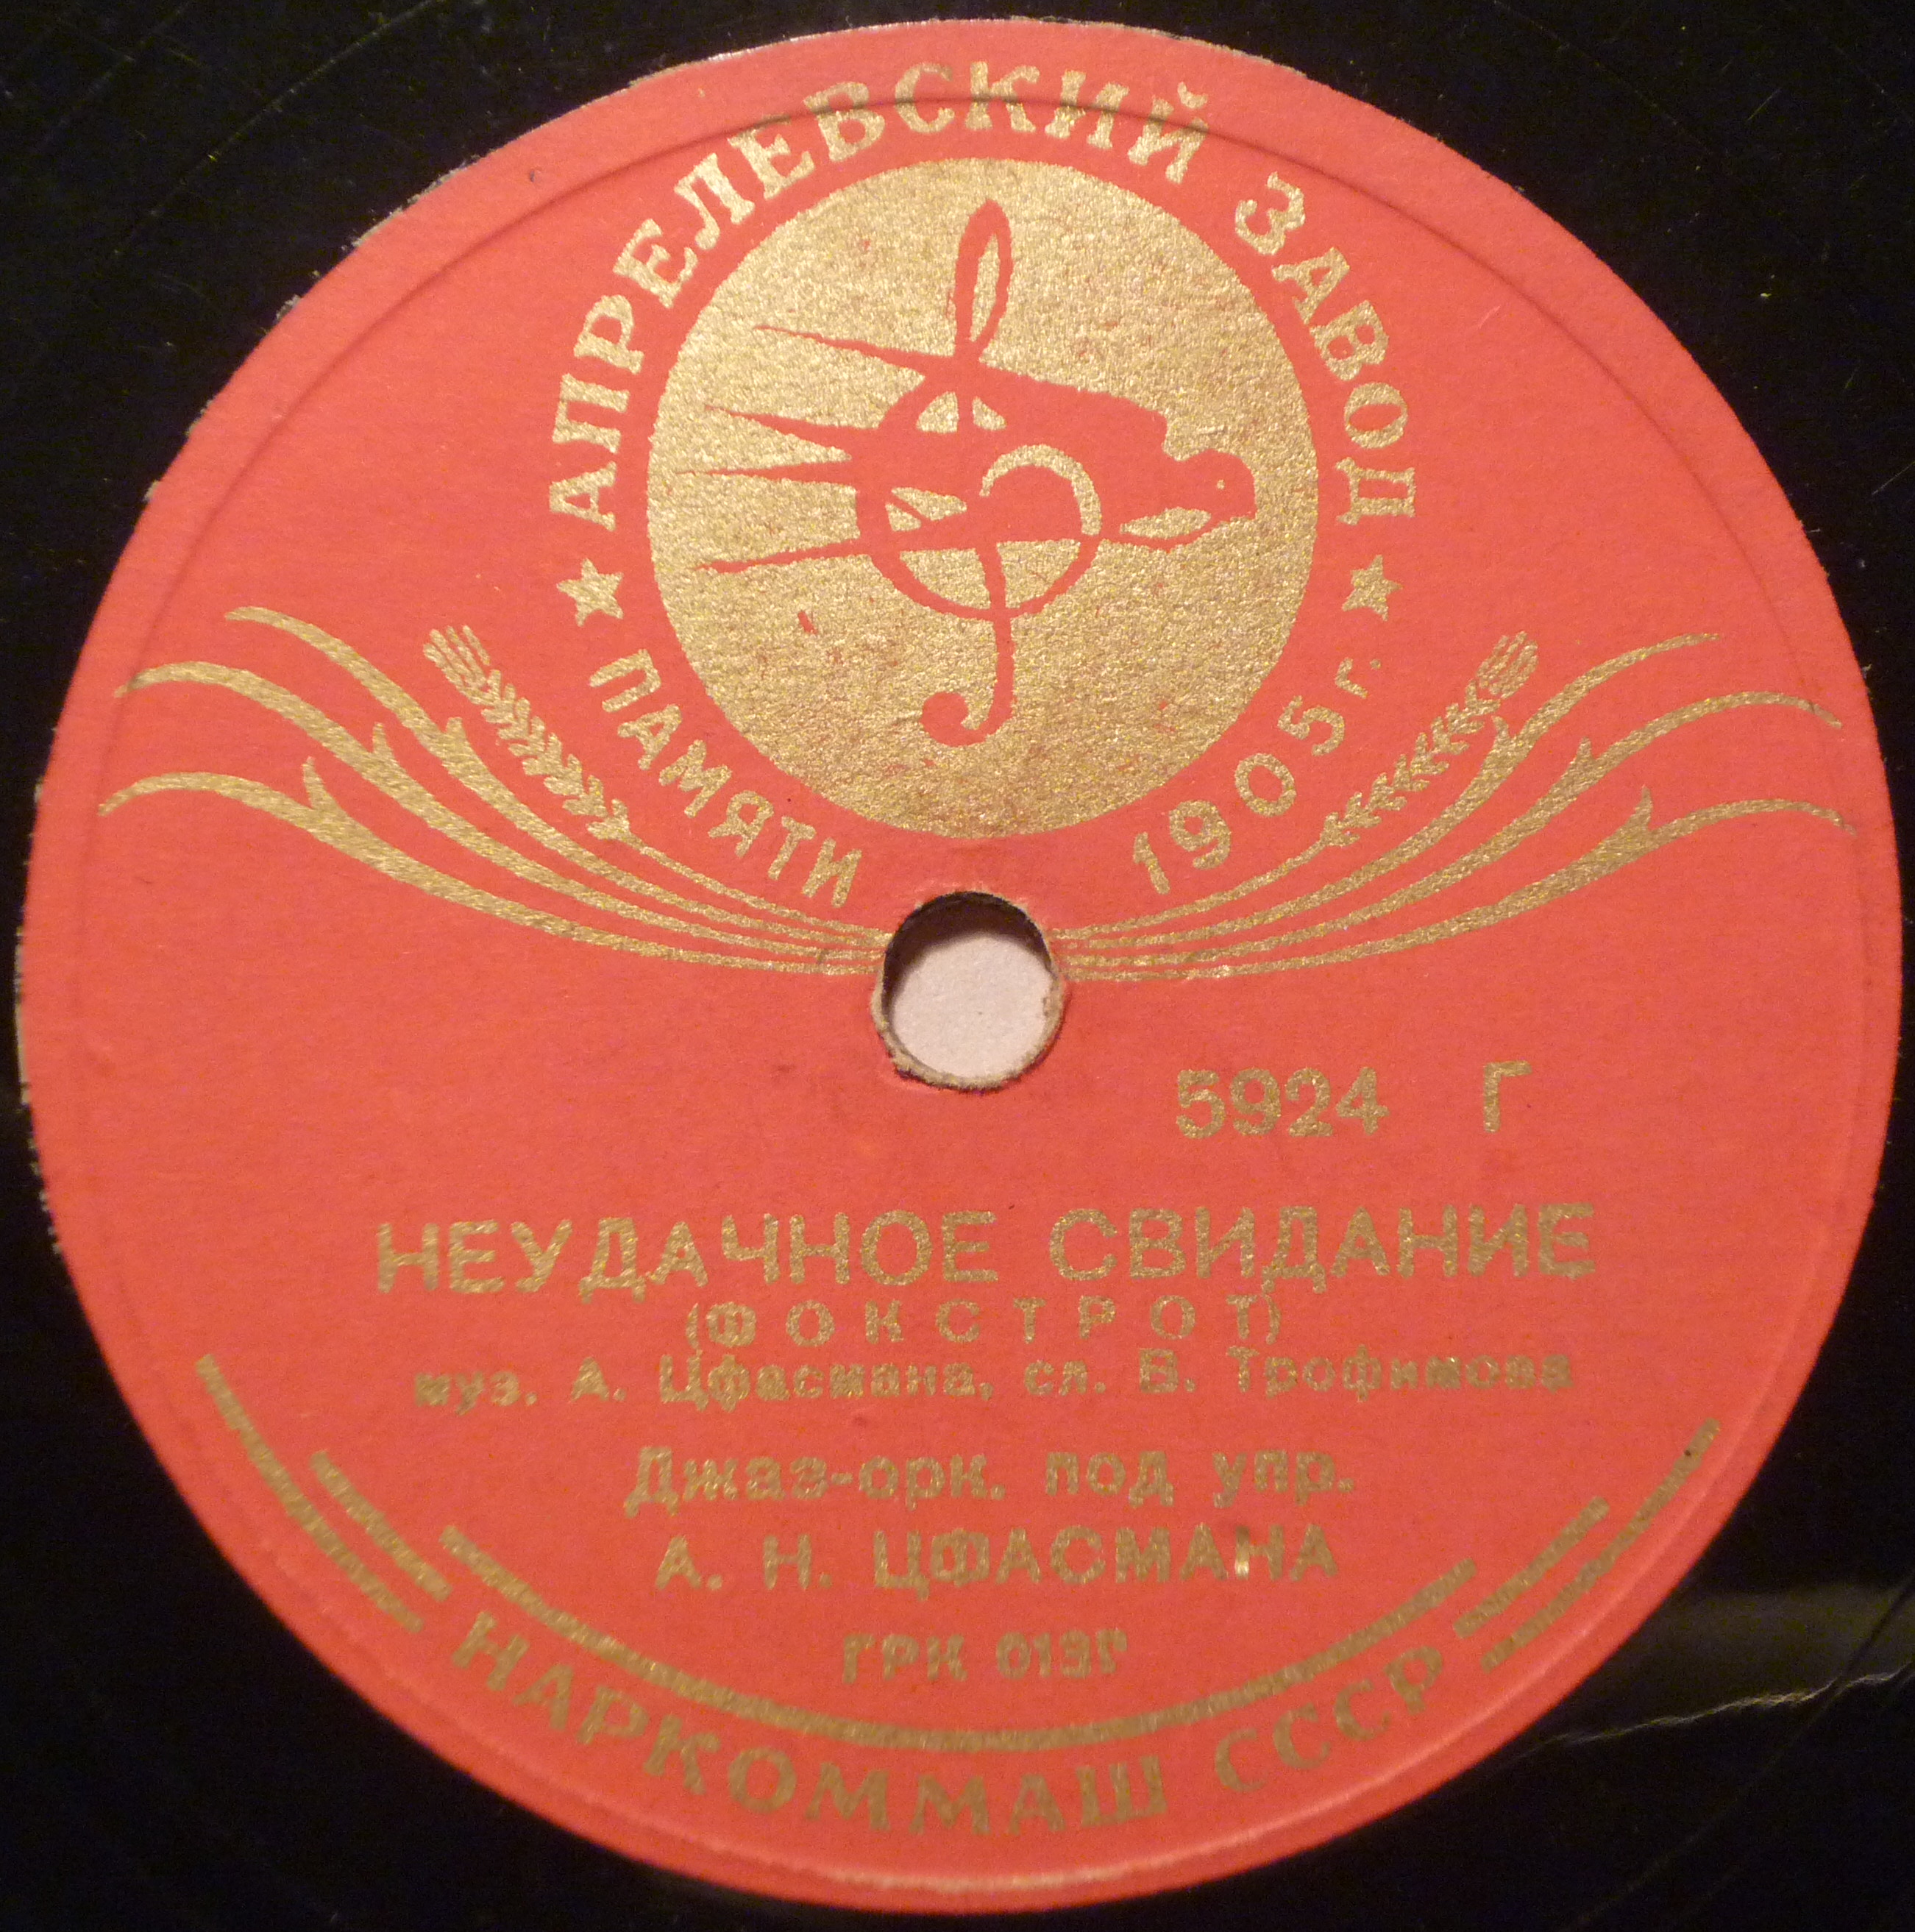 АПРЕЛЕВСКИЙ ЗАВОД
ПАМЯТИ 1905 г.
5924 Г
НЕУДАЧНОЕ СВИДАНИЕ
(ФОКСТРОТ)
муз. А. Цфасмана, сл. В. Трофимова
Джаз-орк. под упр.
А. Н. ЦФАСМАНА
ГРК 013Г
НАРКОММАШ СССР